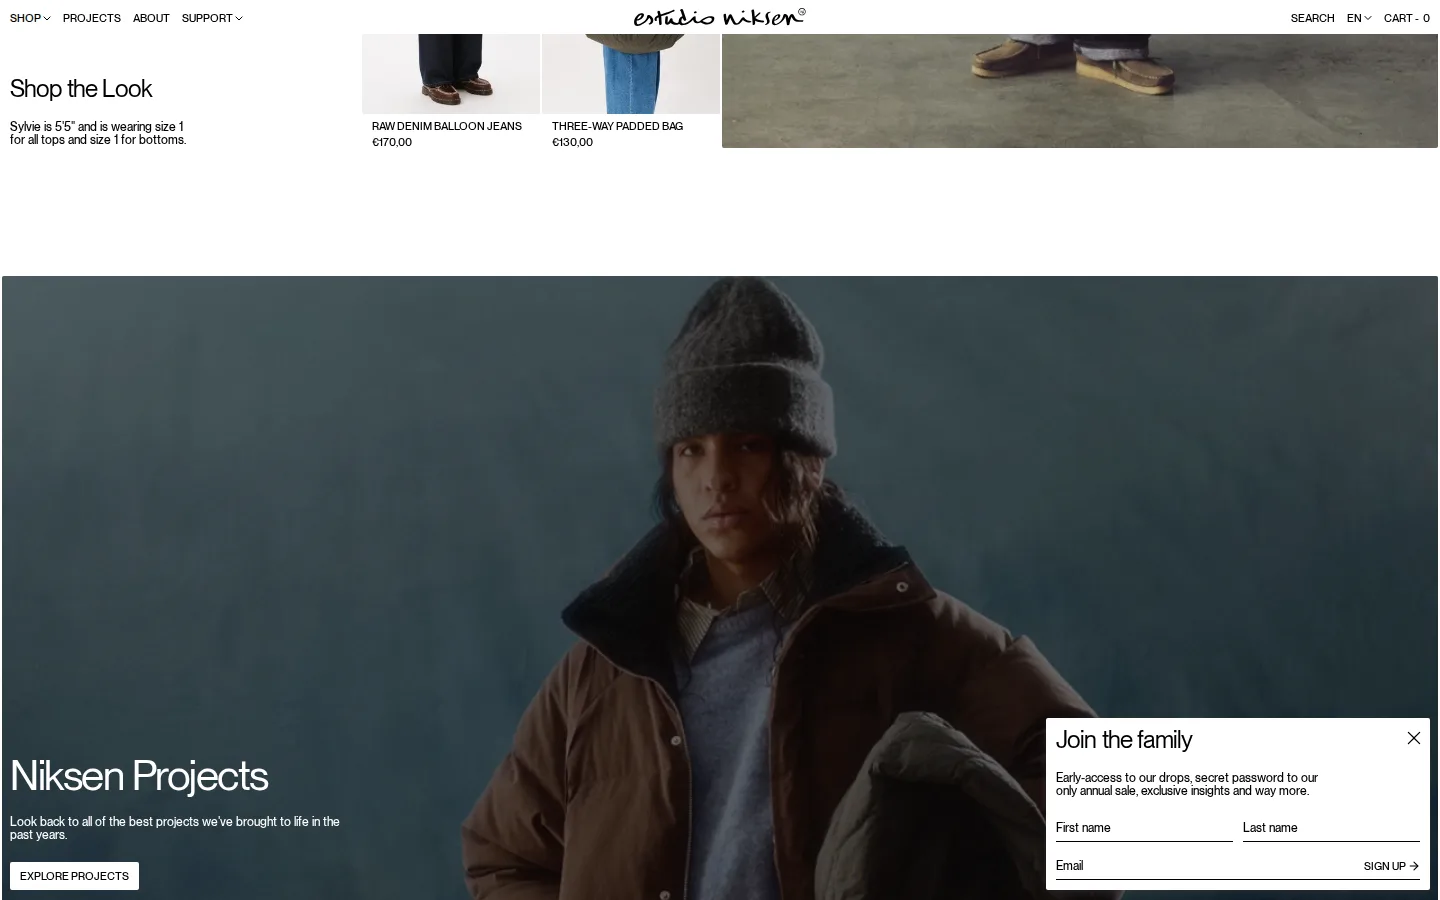 SHOP
PROJECTS
ABOUT
SUPPORT
estudio niksen
SEARCH
EN
CART - 0
Shop the Look
Sylvie is 5'5" and is wearing size 1
for all tops and size 1 for bottoms.
RAW DENIM BALLOON JEANS
€170,00
THREE-WAY PADDED BAG
€130,00
Niksen Projects
Look back to all of the best projects we've brought to life in the
past years.
EXPLORE PROJECTS
Join the family
Early-access to our drops, secret password to our
only annual sale, exclusive insights and way more.
First name
Last name
Email
SIGN UP